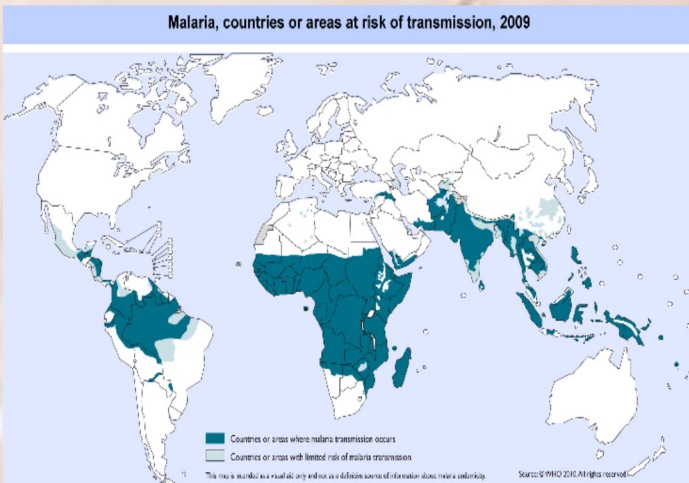 Malaria, countries or areas at risk of transmission, 2009
Countries or areas where malaria transmission occurs
Countries or areas with limited risk of malaria transmission
This map is intended as a visual aid only and not as a definitive source of information about malaria endemicity.
Source: © WHO 2010. All rights reserved